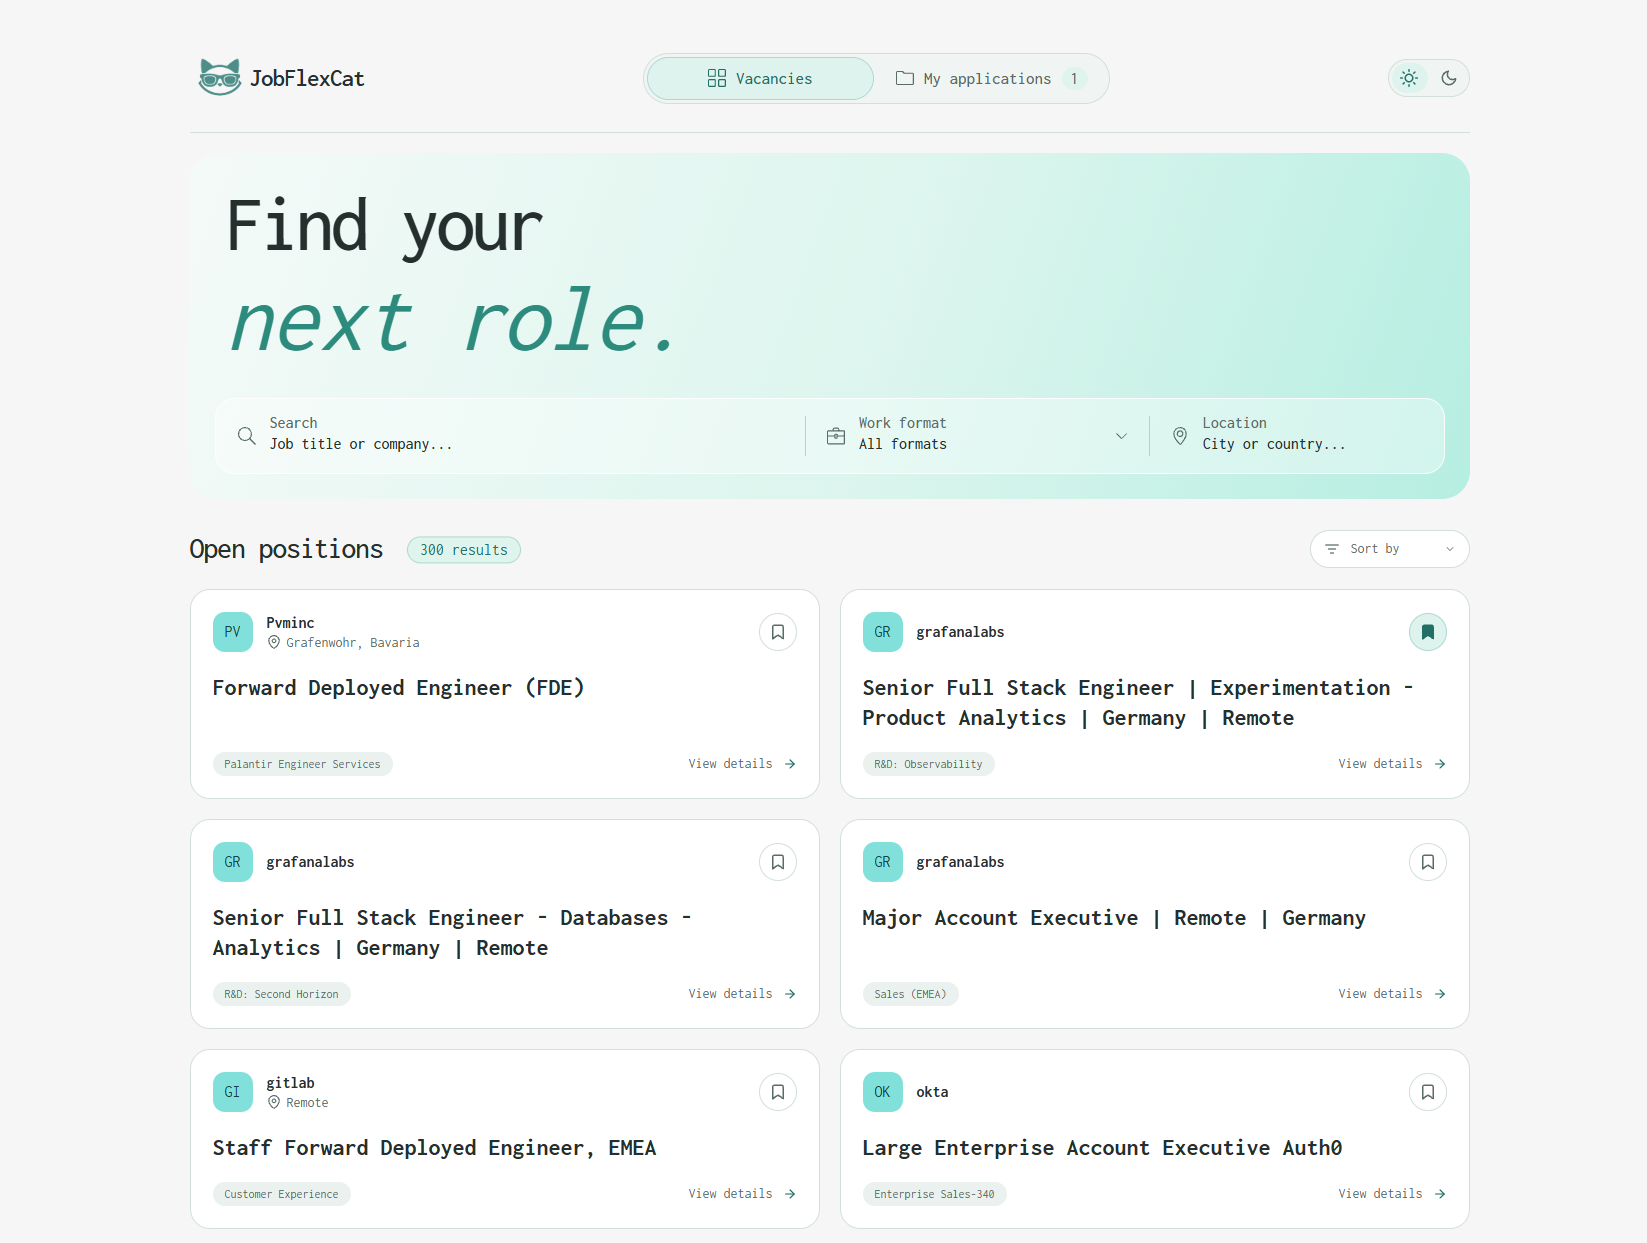 JobFlexCat
Vacancies
My applications 1
Find your
next role.
Search
Job title or company...
Work format
All formats
Location
City or country...
Open positions
300 results
Sort by
PV
Pvminc
Grafenwohr, Bavaria
Forward Deployed Engineer (FDE)
Palantir Engineer Services
View details
GR
grafanalabs
Senior Full Stack Engineer | Experimentation -
Product Analytics | Germany | Remote
R&D: Observability
View details
GR
grafanalabs
Senior Full Stack Engineer - Databases -
Analytics | Germany | Remote
R&D: Second Horizon
View details
GR
grafanalabs
Major Account Executive | Remote | Germany
Sales (EMEA)
View details
GI
gitlab
Remote
Staff Forward Deployed Engineer, EMEA
Customer Experience
View details
OK
okta
Large Enterprise Account Executive Auth0
Enterprise Sales-340
View details